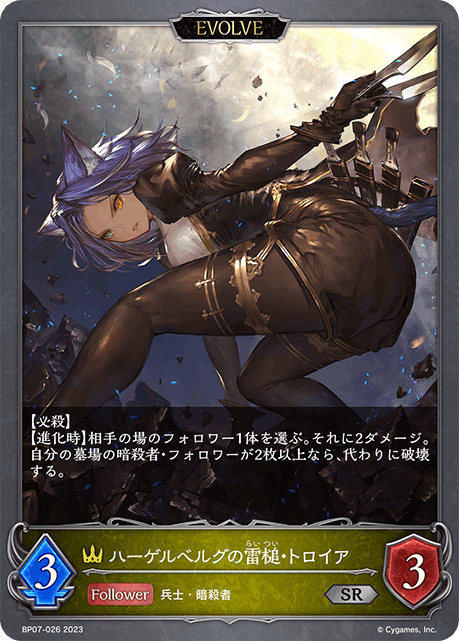 EVOLVE
【必殺】
【進化時】相手の場のフォロワー1体を選ぶ。それに2ダメージ。
自分の墓場の暗殺者・フォロワーが2枚以上なら、代わりに破壊
する。
らい つい
ハーゲルベルグの雷槌・トロイア
3
Follower 兵士・暗殺者 SR
3
BP07-026 2023 © Cygames, Inc.